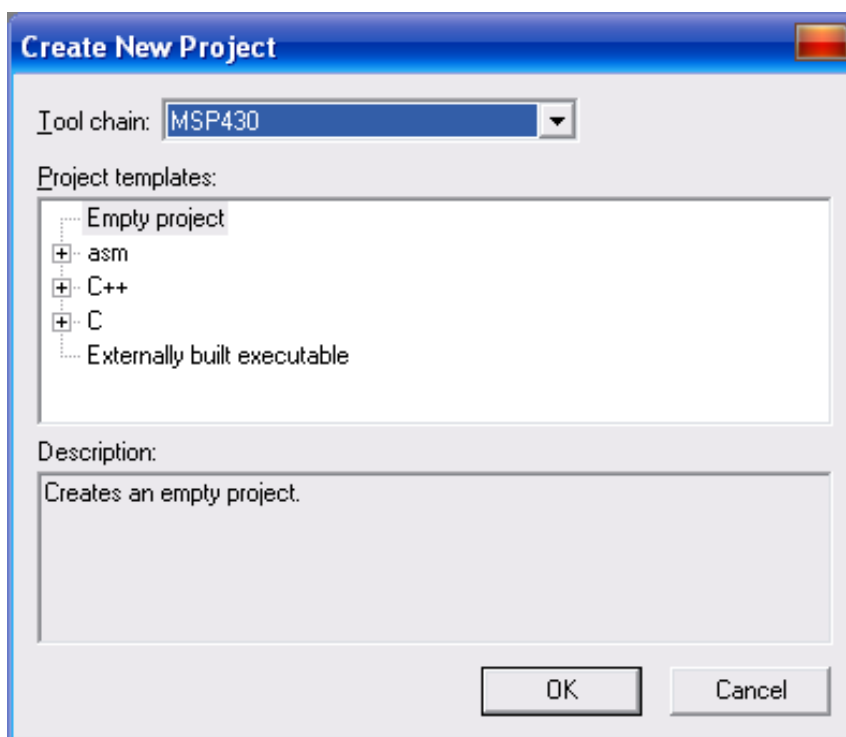 Create New Project
Tool chain: MSP430
Project templates:
Empty project
asm
C++
C
Externally built executable
Description:
Creates an empty project.
OK Cancel